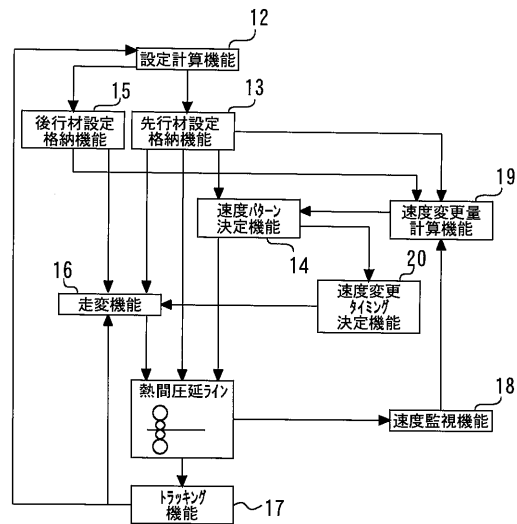 12
設定計算機能
15
13
後行材設定
格納機能
先行材設定
格納機能
19
速度パターン
決定機能
速度変更量
計算機能
14
16
20
走変機能
速度変更
タイミング
決定機能
熱間圧延ライン
18
速度監視機能
トラッキング
機能
17